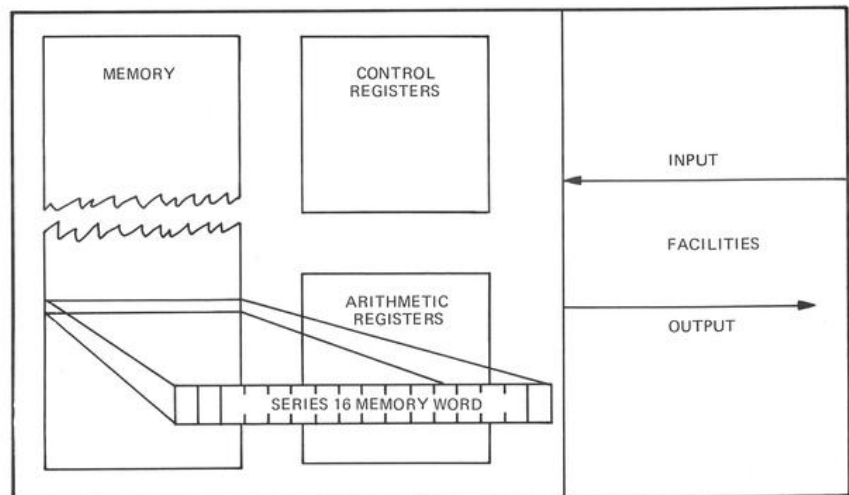 MEMORY
CONTROL
REGISTERS
INPUT
FACILITIES
ARITHMETIC
REGISTERS
OUTPUT
SERIES 16 MEMORY WORD